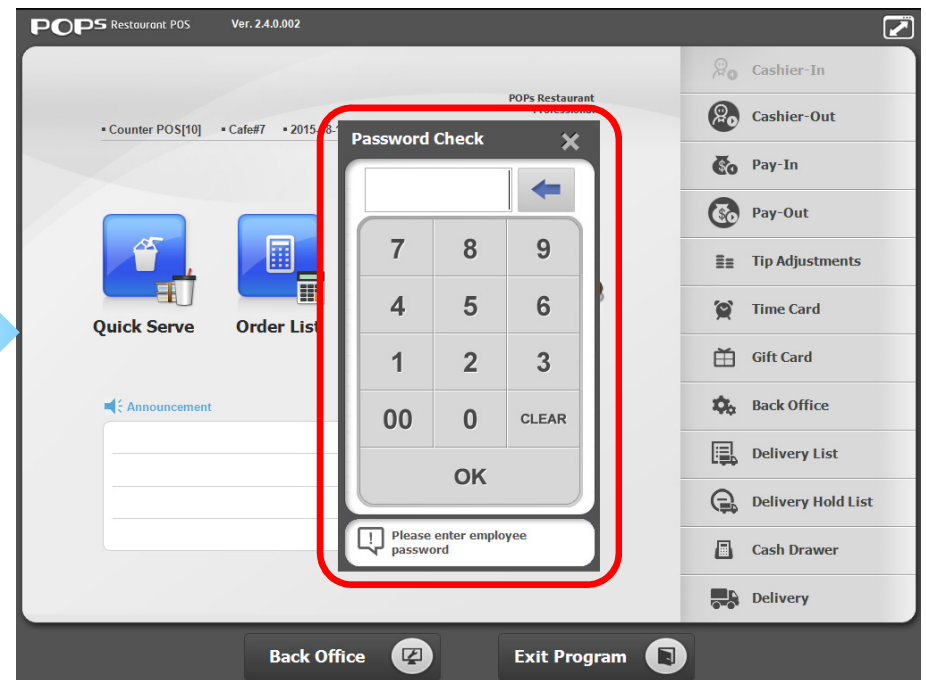 POPS Restaurant POS Ver. 2.4.0.002
Cashier-In
Cashier-Out
Pay-In
Pay-Out
Tip Adjustments
Time Card
Gift Card
Back Office
Delivery List
Delivery Hold List
Cash Drawer
Delivery
POPs Restaurant
▪ Counter POS[10] ▪ Cafe#7
Quick Serve
Order List
Announcement
Password Check
7 8 9
4 5 6
1 2 3
00 0 CLEAR
OK
Please enter employee
password
Back Office
Exit Program